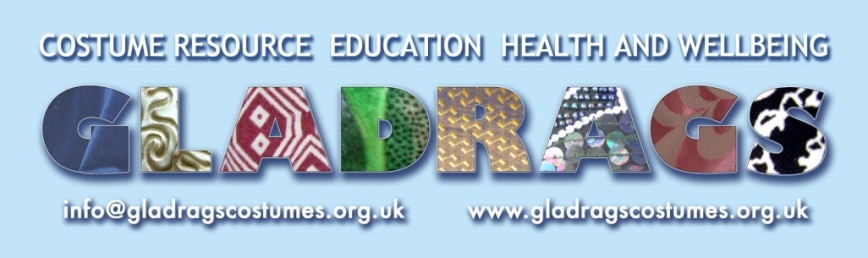 COSTUME RESOURCE EDUCATION HEALTH AND WELLBEING
GLADRAGS
info@gladragscostumes.org.uk www.gladragscostumes.org.uk